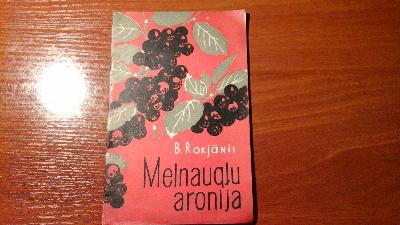 B. Rokjānis
Melnaugļu
aronija